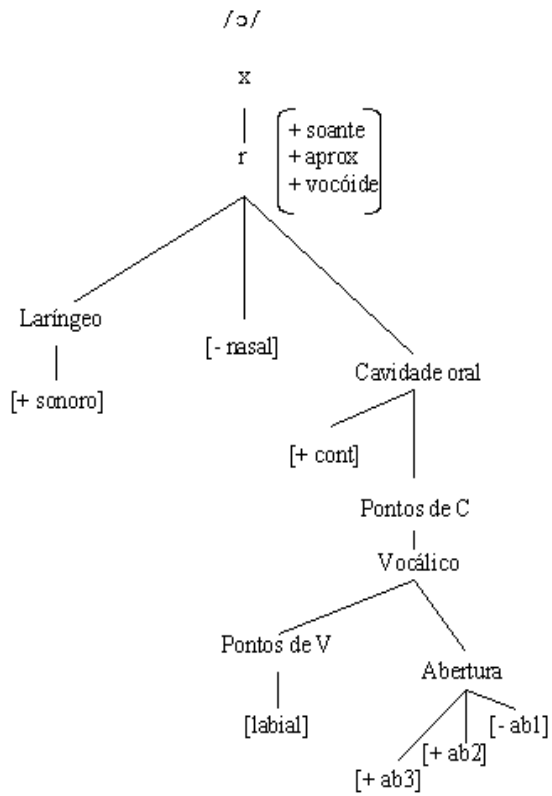 /ɔ/
x
r
+ soante
+ aprox
+ vocóide
Laríngeo
[+ sonoro]
[- nasal]
Cavidade oral
[+ cont]
Pontos de C
Vocálico
Pontos de V
[labial]
Abertura
[- ab1]
[+ ab2]
[+ ab3]